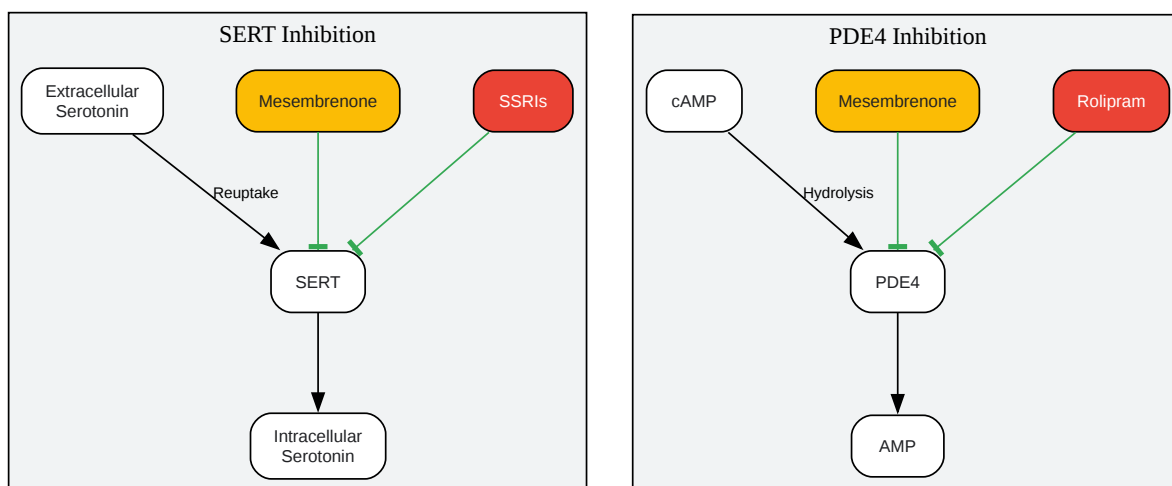 SERT Inhibition
Extracellular
Serotonin
Mesembrenone
SSRIs
Reuptake
SERT
Intracellular
Serotonin
PDE4 Inhibition
cAMP
Mesembrenone
Rolipram
Hydrolysis
PDE4
AMP